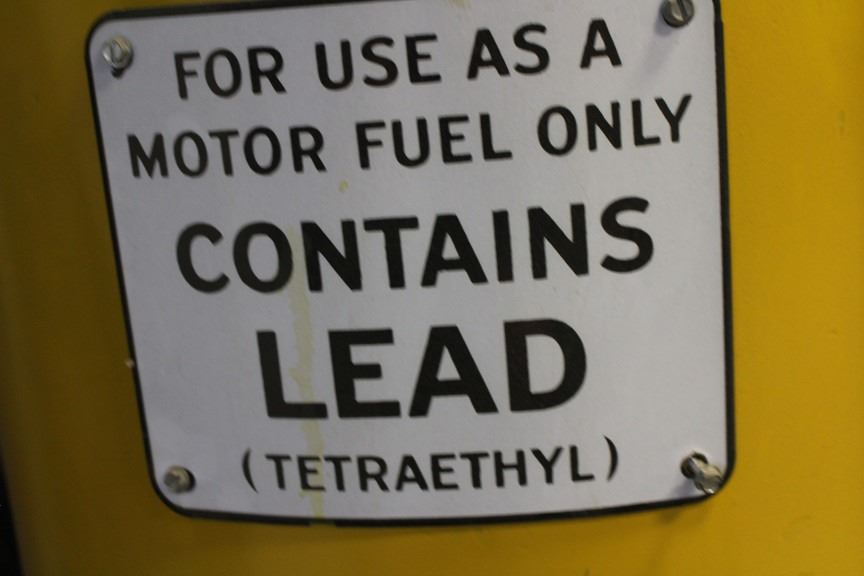 FOR USE AS A
MOTOR FUEL ONLY
CONTAINS
LEAD
(TETRAETHYL)